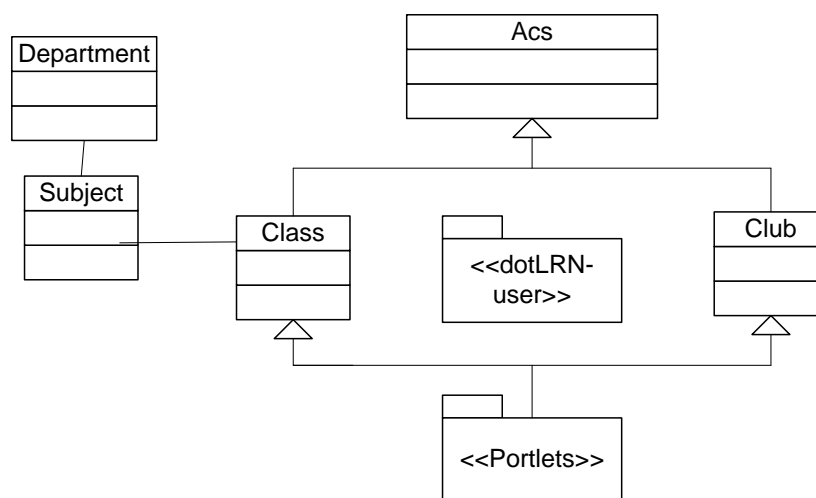 Acs
Department
Subject
Class
<<dotLRN-
user>>
Club
<<Portlets>>